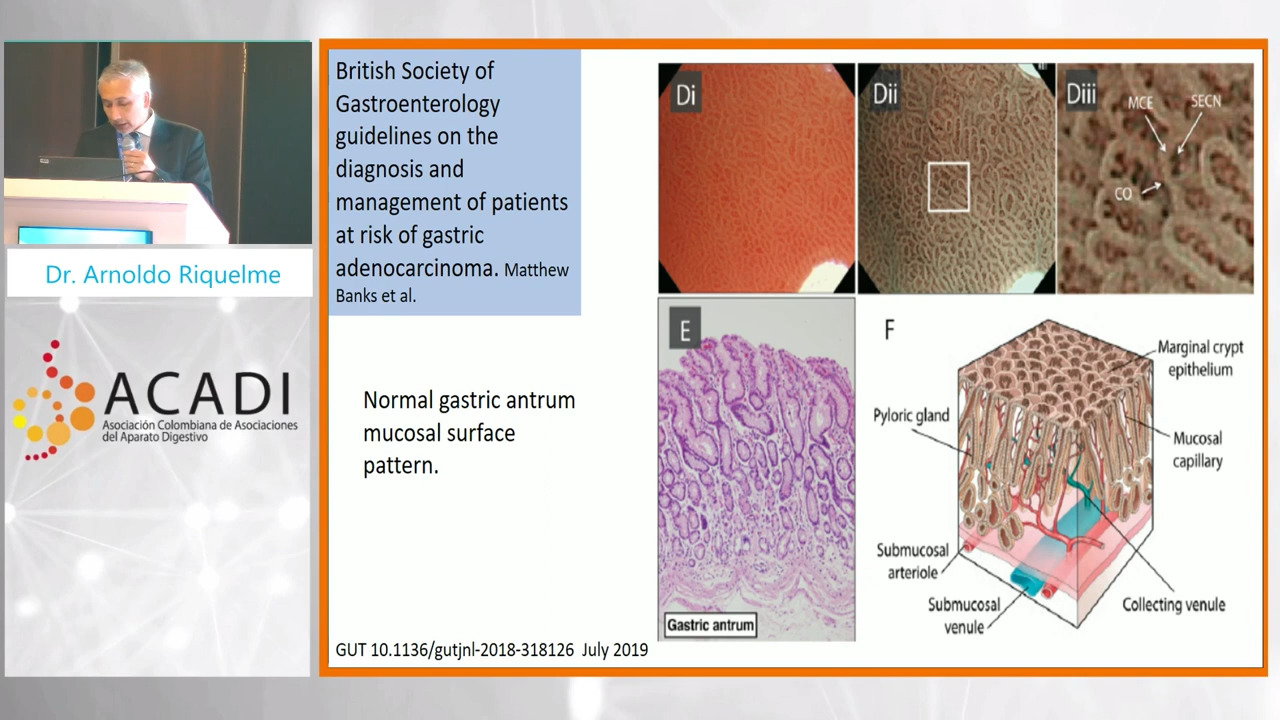 Dr. Arnoldo Riquelme
ACADI
Asociación Colombiana de Asociaciones
del Aparato Digestivo
British Society of
Gastroenterology
guidelines on the
diagnosis and
management of patients
at risk of gastric
adenocarcinoma. Matthew
Banks et al.
Normal gastric antrum
mucosal surface
pattern.
GUT 10.1136/gutjnl-2018-318126 July 2019
Di
Dii
Diii
MCE
SECN
CO
E
Gastric antrum
F
Marginal crypt
epithelium
Pyloric gland
Mucosal
capillary
Submucosal
arteriole
Submucosal
venule
Collecting venule